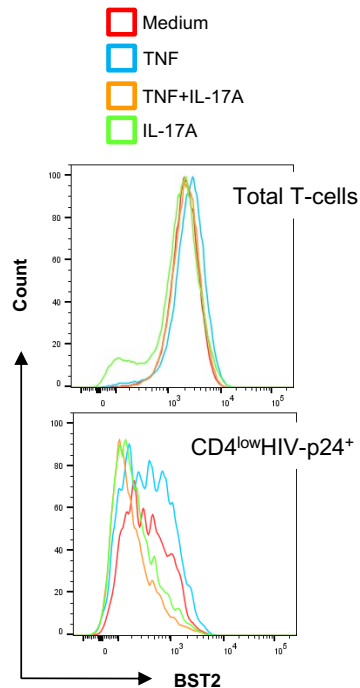 Medium
TNF
TNF+IL-17A
IL-17A
Total T-cells
100
80
60
40
20
0
0 10³ 10⁴ 10⁵
Count
CD4ˡᵒʷHIV-p24⁺
100
80
60
40
20
0
0 10³ 10⁴ 10⁵
BST2